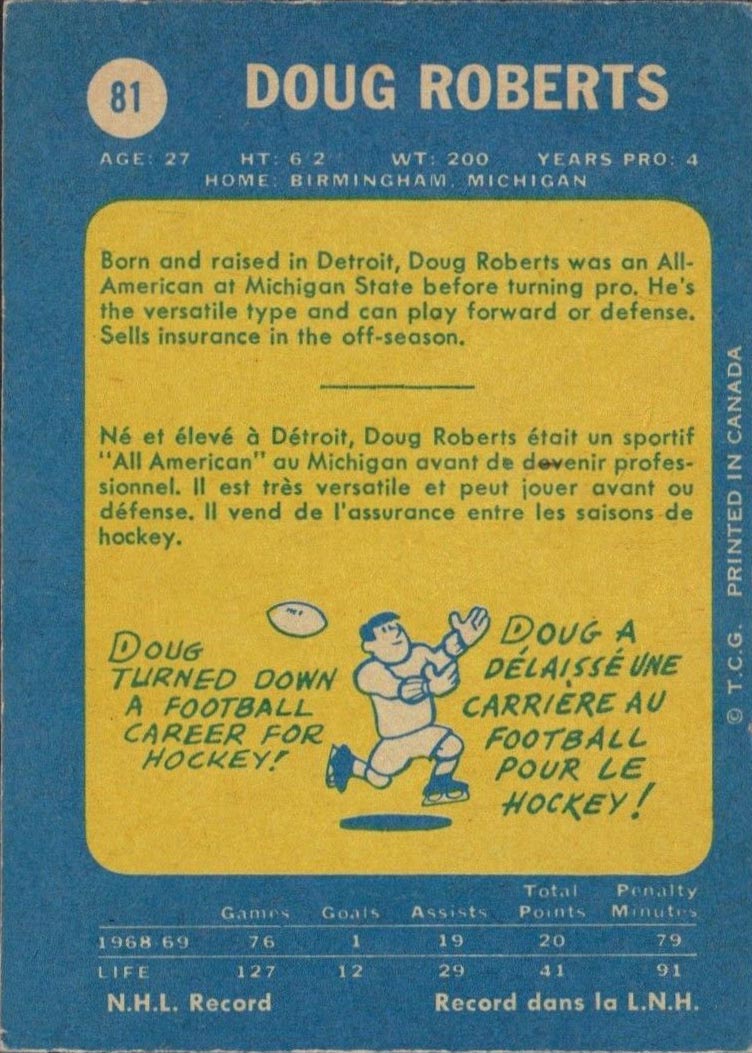 81
DOUG ROBERTS
AGE: 27 HT: 6 2 WT: 200 YEARS PRO: 4
HOME: BIRMINGHAM, MICHIGAN
Born and raised in Detroit, Doug Roberts was an All-
American at Michigan State before turning pro. He's
the versatile type and can play forward or defense.
Sells insurance in the off-season.
Né et élevé à Détroit, Doug Roberts était un sportif
"All American" au Michigan avant de devenir profes-
sionnel. Il est très versatile et peut jouer avant ou
défense. Il vend de l'assurance entre les saisons de
hockey.
DOUG
TURNED DOWN
A FOOTBALL
CAREER FOR
HOCKEY!
DOUG A
DÉLAISSÉ UNE
CARRIÈRE AU
FOOTBALL
POUR LE
HOCKEY!
Games Goals Assists Total Points Penalty Minutes
1968-69 76 1 19 20 79
LIFE 127 12 29 41 91
N.H.L. Record Record dans la L.N.H.
© T.C.G. PRINTED IN CANADA